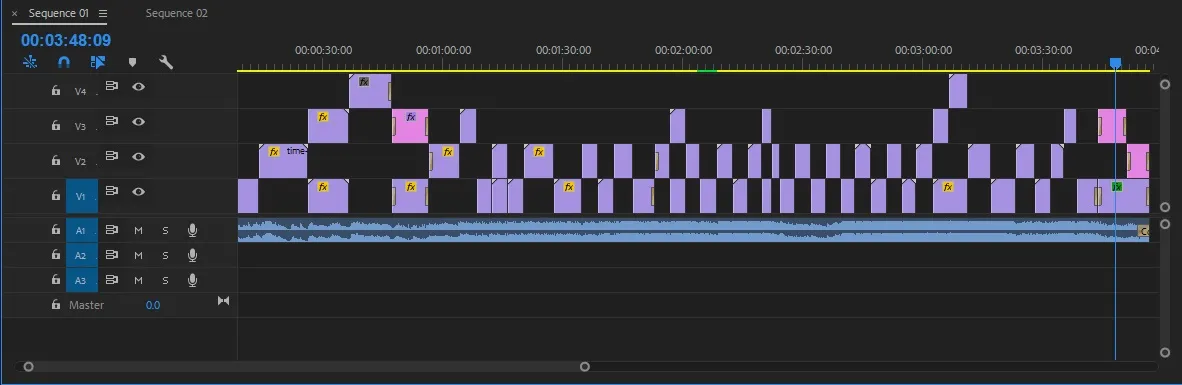 × Sequence 01 ☰ Sequence 02
00:03:48:09
00:00:30:00 00:01:00:00 00:01:30:00 00:02:00:00 00:02:30:00 00:03:00:00 00:03:30:00 00:04
V4 . fx
V3 . fx fx
V2 . fx time- fx fx
V1 fx fx fx fx fx
A1 M S Co
A2 M S
A3 M S
Master 0.0